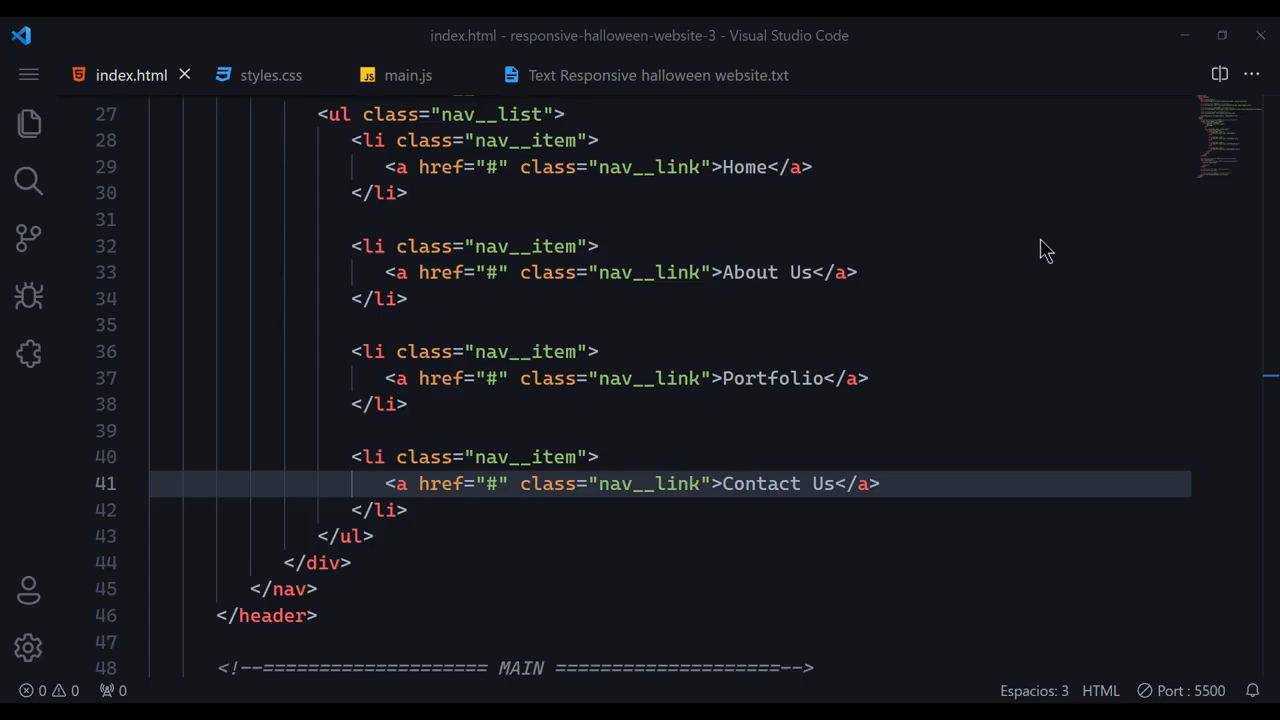 index.html - responsive-halloween-website-3 - Visual Studio Code
index.html styles.css JS main.js Text Responsive halloween website.txt
27 <ul class="nav__list">
28 <li class="nav__item">
29 <a href="#" class="nav__link">Home</a>
30 </li>
31
32 <li class="nav__item">
33 <a href="#" class="nav__link">About Us</a>
34 </li>
35
36 <li class="nav__item">
37 <a href="#" class="nav__link">Portfolio</a>
38 </li>
39
40 <li class="nav__item">
41 <a href="#" class="nav__link">Contact Us</a>
42 </li>
43 </ul>
44 </div>
45 </nav>
46 </header>
47
48 <!--==================== MAIN ====================-->
0 0 0 Espacios: 3 HTML Port : 5500